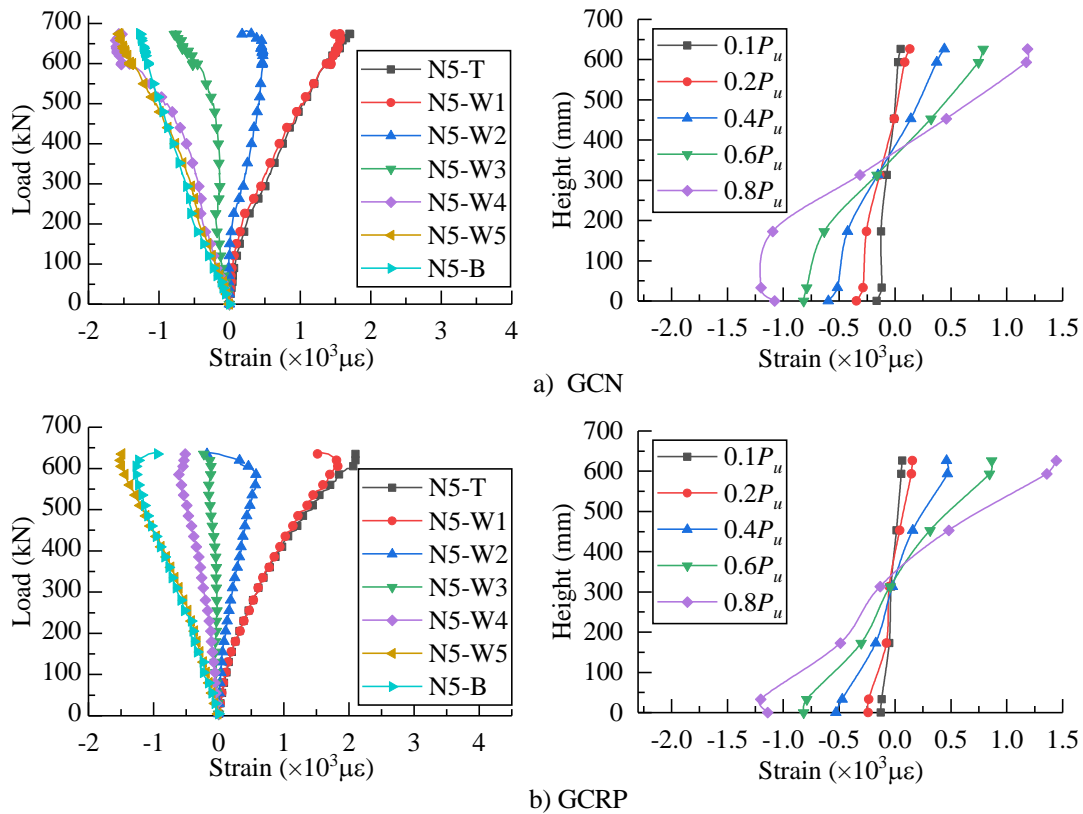 700
600
500
400
300
200
100
0
Load (kN)
-2 -1 0 1 2 3 4
Strain (×10³με)
N5-T
N5-W1
N5-W2
N5-W3
N5-W4
N5-W5
N5-B
700
600
500
400
300
200
100
0
Height (mm)
-2.0 -1.5 -1.0 -0.5 0.0 0.5 1.0 1.5
Strain (×10³με)
0.1Pu
0.2Pu
0.4Pu
0.6Pu
0.8Pu
a) GCN
700
600
500
400
300
200
100
0
Load (kN)
-2 -1 0 1 2 3 4
Strain (×10³με)
N5-T
N5-W1
N5-W2
N5-W3
N5-W4
N5-W5
N5-B
700
600
500
400
300
200
100
0
Height (mm)
-2.0 -1.5 -1.0 -0.5 0.0 0.5 1.0 1.5
Strain (×10³με)
0.1Pu
0.2Pu
0.4Pu
0.6Pu
0.8Pu
b) GCRP